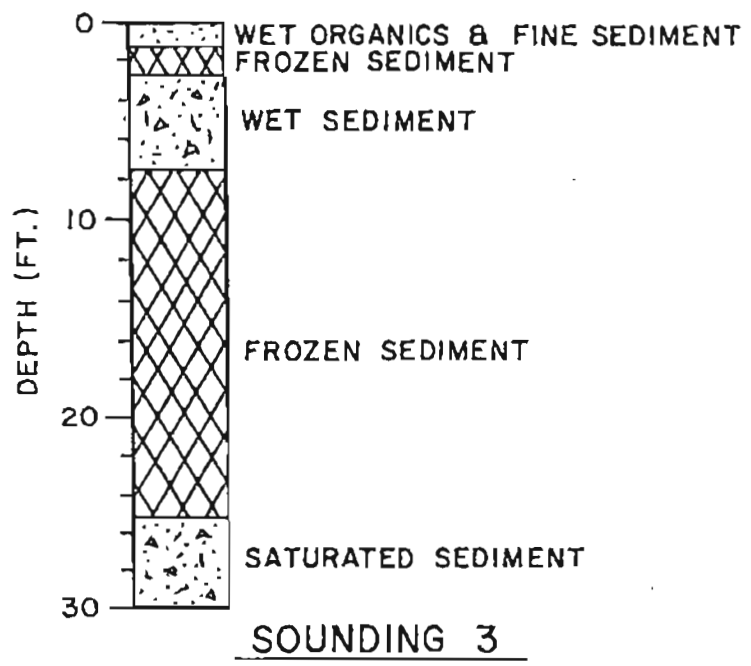 0
WET ORGANICS & FINE SEDIMENT
FROZEN SEDIMENT
WET SEDIMENT
10
DEPTH (FT.)
FROZEN SEDIMENT
20
SATURATED SEDIMENT
30
SOUNDING 3